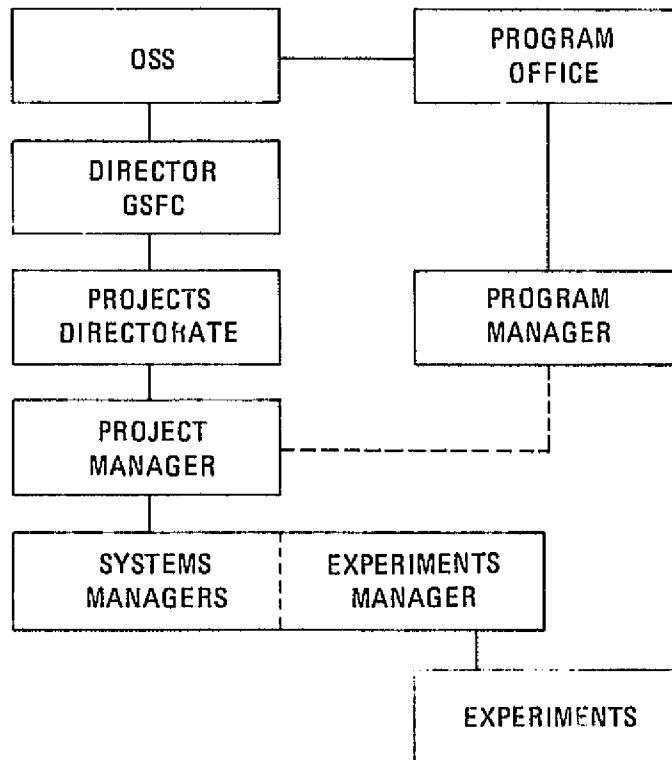 OSS
PROGRAM
OFFICE
DIRECTOR
GSFC
PROJECTS
DIRECTORATE
PROGRAM
MANAGER
PROJECT
MANAGER
SYSTEMS
MANAGERS
EXPERIMENTS
MANAGER
EXPERIMENTS